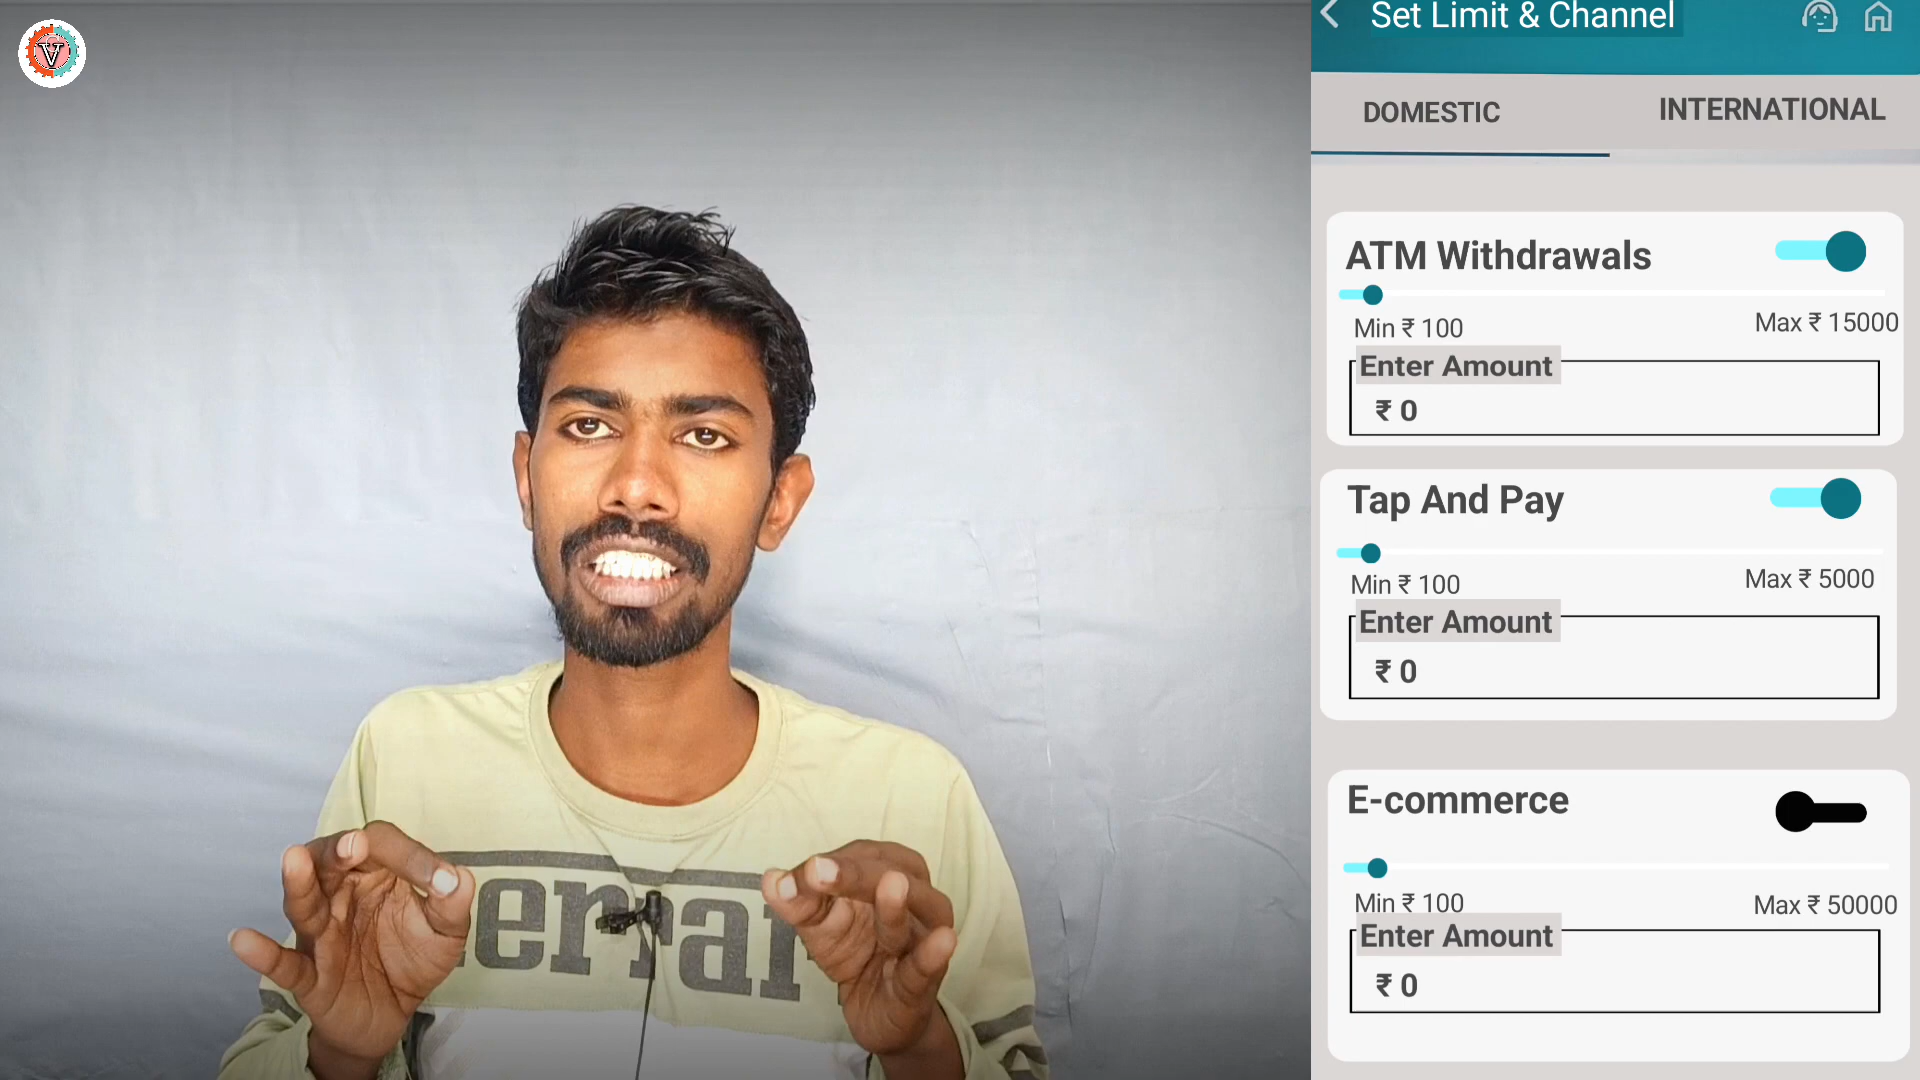 V
Set Limit & Channel
DOMESTIC
INTERNATIONAL
ATM Withdrawals
Min ₹ 100
Max ₹ 15000
Enter Amount
₹ 0
Tap And Pay
Min ₹ 100
Max ₹ 5000
Enter Amount
₹ 0
E-commerce
Min ₹ 100
Max ₹ 50000
Enter Amount
₹ 0